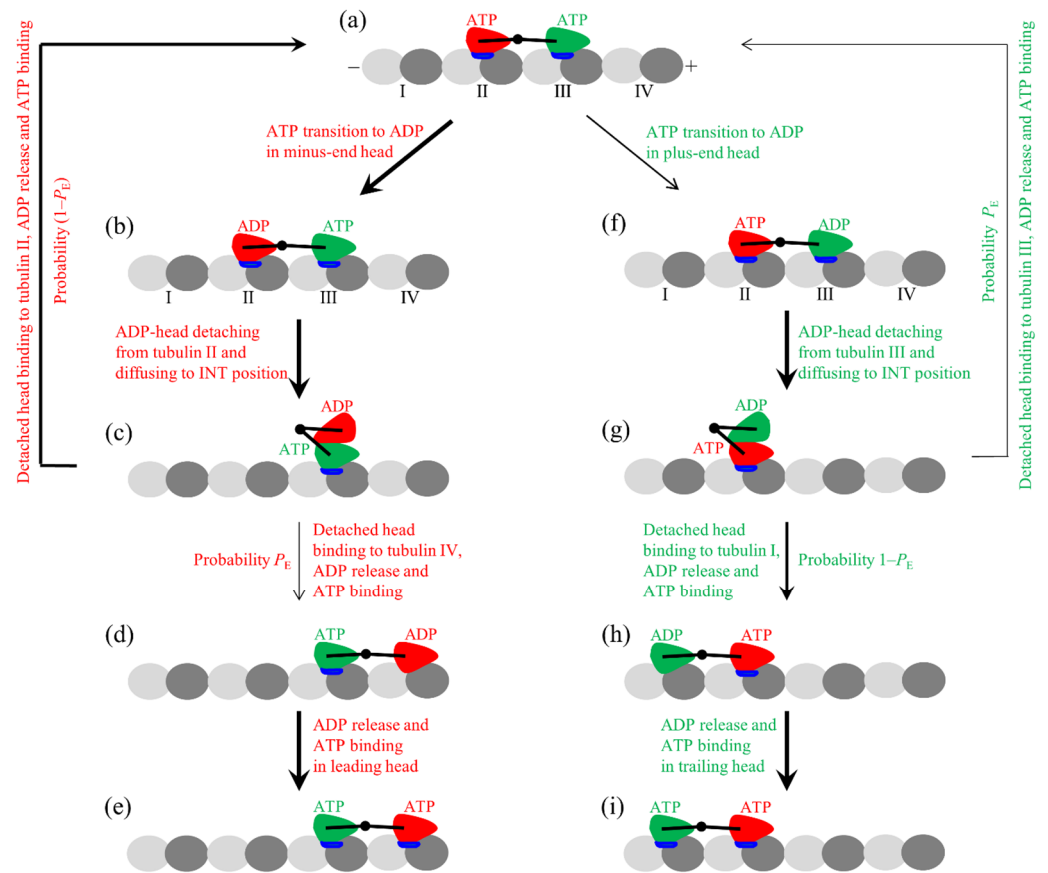 (a)
ATP
ATP
–
+
I
II
III
IV
ATP transition to ADP
in minus-end head
ATP transition to ADP
in plus-end head
Detached head binding to tubulin II, ADP release and ATP binding
Probability (1–PE)
Probability PE
Detached head binding to tubulin III, ADP release and ATP binding
(b)
ADP
ATP
I
II
III
IV
(f)
ATP
ADP
I
II
III
IV
ADP-head detaching
from tubulin II and
diffusing to INT position
ADP-head detaching
from tubulin III and
diffusing to INT position
(c)
ADP
ATP
(g)
ADP
ATP
Probability PE
Detached head
binding to tubulin IV,
ADP release and
ATP binding
Detached head
binding to tubulin I,
ADP release and
ATP binding
Probability 1–PE
(d)
ATP
ADP
(h)
ADP
ATP
ADP release and
ATP binding
in leading head
ADP release and
ATP binding
in trailing head
(e)
ATP
ATP
(i)
ATP
ATP